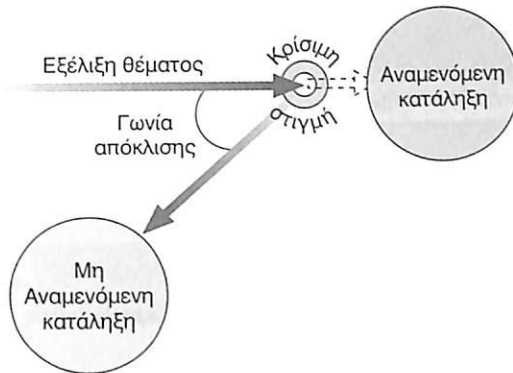 Κρίσιμη
στιγμή
Εξέλιξη θέματος
Αναμενόμενη
κατάληξη
Γωνία
απόκλισης
Μη
Αναμενόμενη
κατάληξη